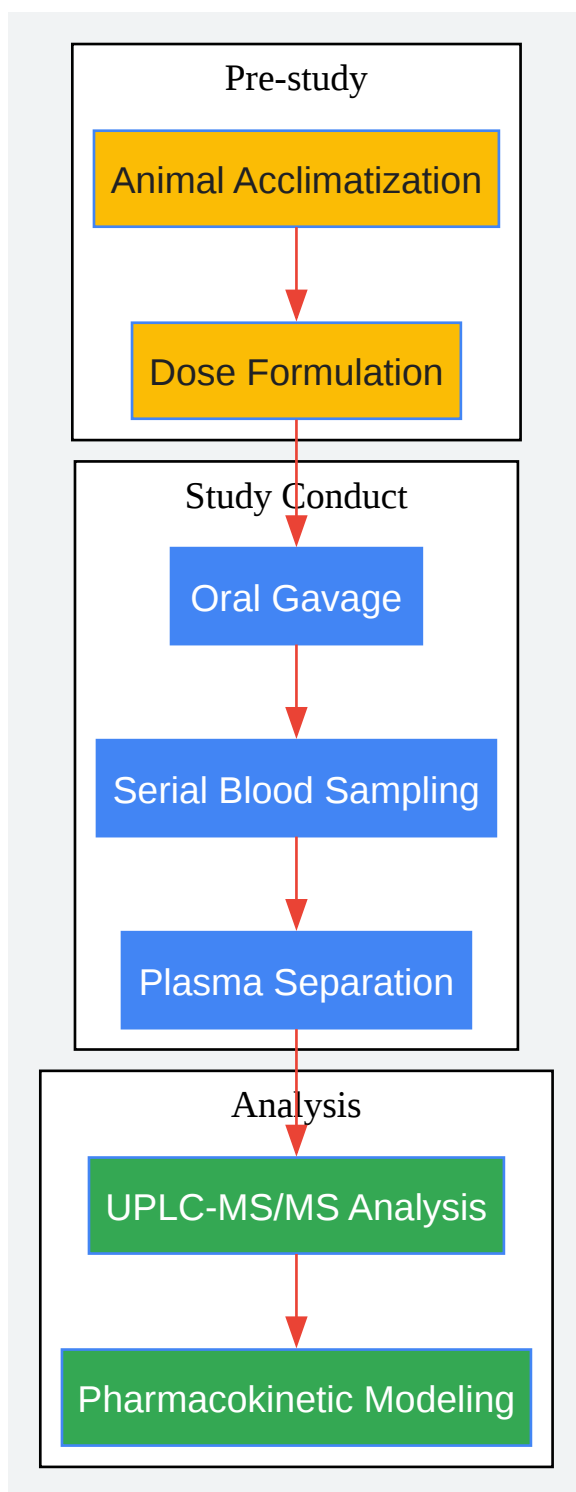 Pre-study
Animal Acclimatization
Dose Formulation
Study Conduct
Oral Gavage
Serial Blood Sampling
Plasma Separation
Analysis
UPLC-MS/MS Analysis
Pharmacokinetic Modeling